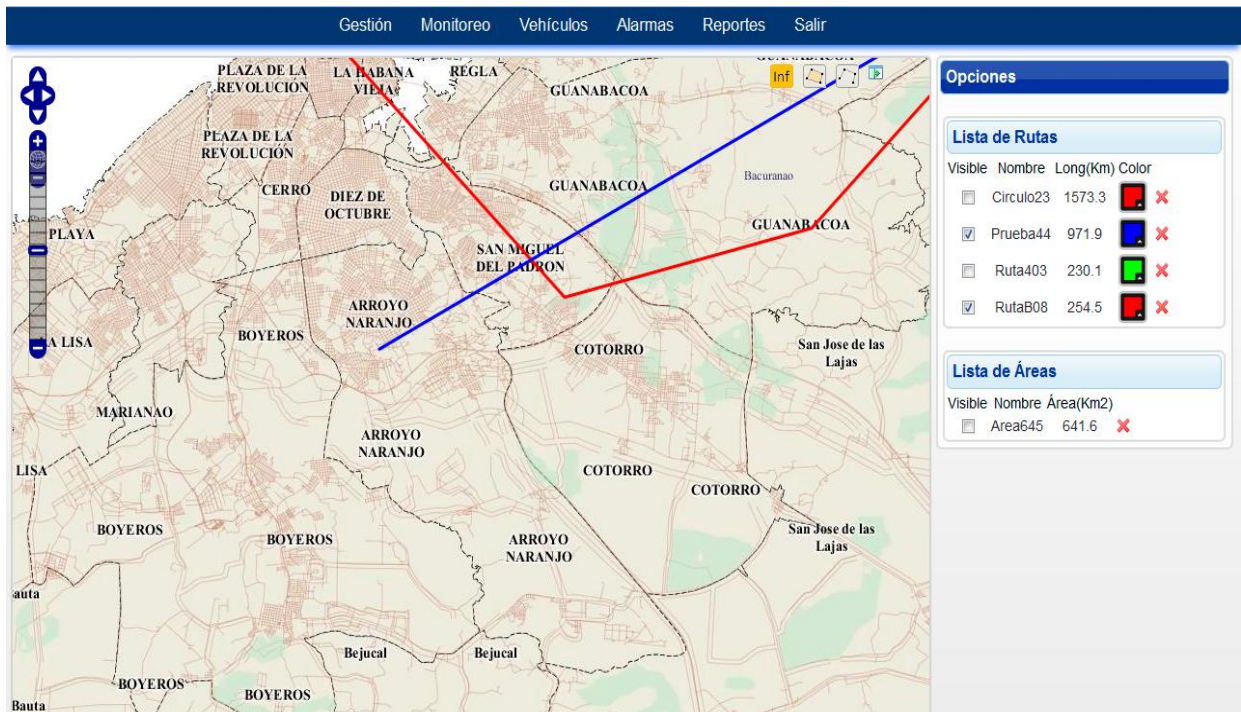 Gestión Monitoreo Vehículos Alarmas Reportes Salir
PLAZA DE LA
REVOLUCIÓN
LA HABANA
VIEJA
REGLA
Inf
GUANABACOA
PLAZA DE LA
REVOLUCIÓN
CERRO
DIEZ DE
OCTUBRE
GUANABACOA
Bacuranao
PLAYA
SAN MIGUEL
DEL PADRON
GUANABACOA
ARROYO
NARANJO
BOYEROS
LA LISA
COTORRO
San Jose de las
Lajas
MARIANAO
ARROYO
NARANJO
LISA
COTORRO
COTORRO
BOYEROS
BOYEROS
ARROYO
NARANJO
San Jose de las
Lajas
auta
Bejucal
Bejucal
BOYEROS
BOYEROS
Bauta
Opciones
Lista de Rutas
Visible Nombre Long(Km) Color
Circulo23 1573.3
Prueba44 971.9
Ruta403 230.1
RutaB08 254.5
Lista de Áreas
Visible Nombre Área(Km2)
Area645 641.6